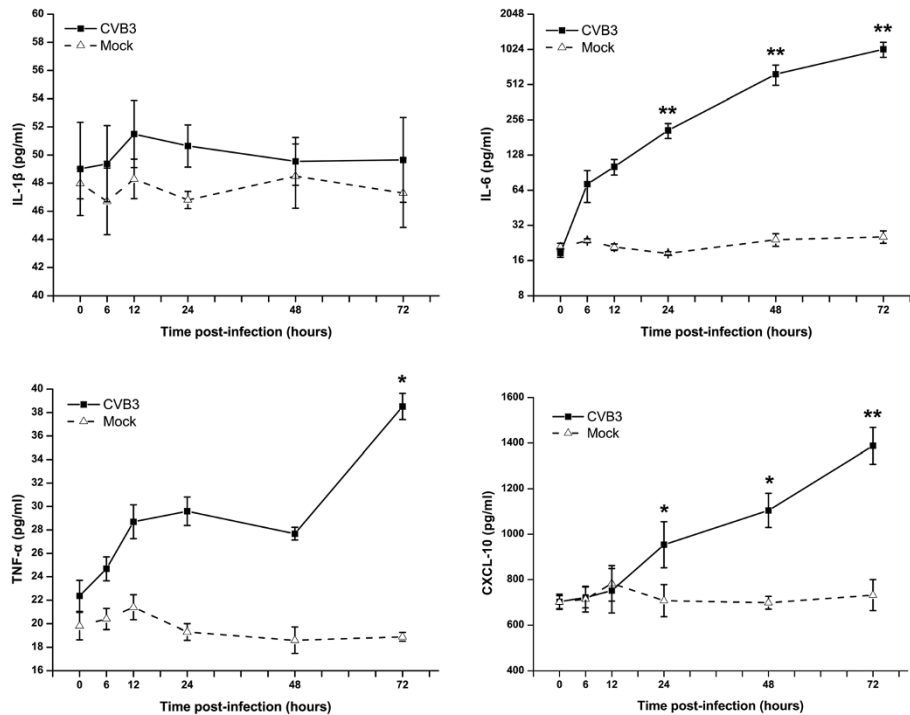 60
58
56
54
52
50
48
46
44
42
40
IL-1β (pg/ml)
CVB3
Mock
0 6 12 24 48 72
Time post-infection (hours)
2048
1024
512
256
128
64
32
16
8
IL-6 (pg/ml)
CVB3
Mock
** ** **
0 6 12 24 48 72
Time post-infection (hours)
40
38
36
34
32
30
28
26
24
22
20
18
16
TNF-α (pg/ml)
CVB3
Mock
*
0 6 12 24 48 72
Time post-infection (hours)
1600
1400
1200
1000
800
600
400
CXCL-10 (pg/ml)
CVB3
Mock
* * **
0 6 12 24 48 72
Time post-infection (hours)